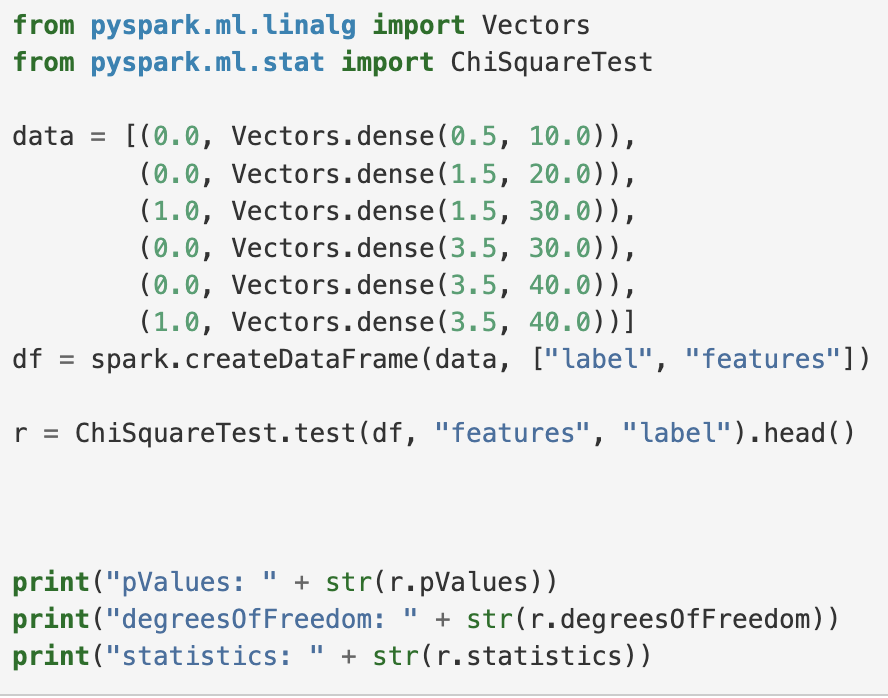 from pyspark.ml.linalg import Vectors
from pyspark.ml.stat import ChiSquareTest

data = [(0.0, Vectors.dense(0.5, 10.0)),
        (0.0, Vectors.dense(1.5, 20.0)),
        (1.0, Vectors.dense(1.5, 30.0)),
        (0.0, Vectors.dense(3.5, 30.0)),
        (0.0, Vectors.dense(3.5, 40.0)),
        (1.0, Vectors.dense(3.5, 40.0))]
df = spark.createDataFrame(data, ["label", "features"])

r = ChiSquareTest.test(df, "features", "label").head()

print("pValues: " + str(r.pValues))
print("degreesOfFreedom: " + str(r.degreesOfFreedom))
print("statistics: " + str(r.statistics))